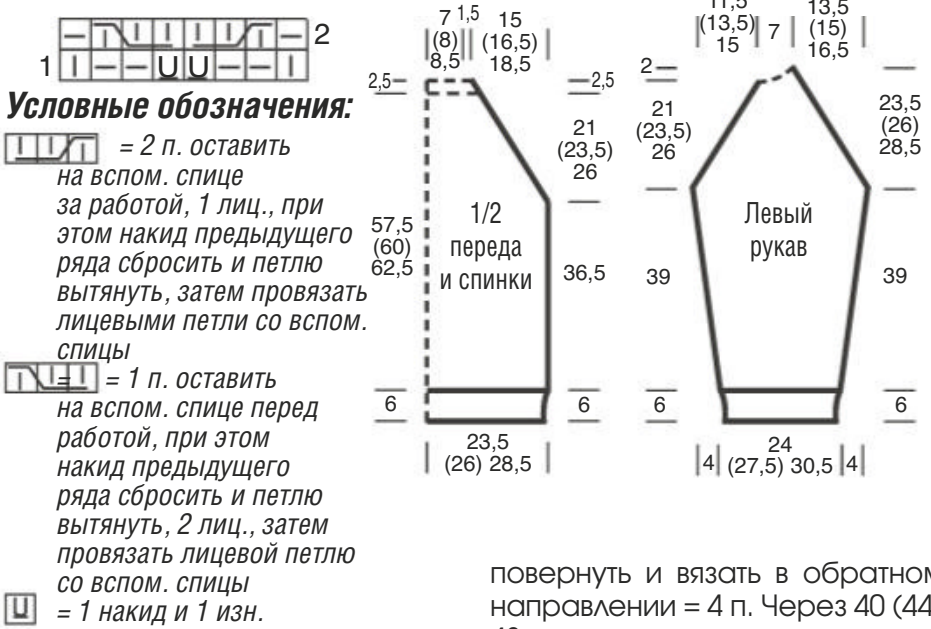 2
1
Условные обозначения:
= 2 п. оставить
на вспом. спице
за работой, 1 лиц., при
этом накид предыдущего
ряда сбросить и петлю
вытянуть, затем провязать
лицевыми петли со вспом.
спицы
= 1 п. оставить
на вспом. спице перед
работой, при этом
накид предыдущего
ряда сбросить и петлю
вытянуть, 2 лиц., затем
провязать лицевой петлю
со вспом. спицы
= 1 накид и 1 изн.
7 1,5 15
(8) (16,5)
8,5 18,5
2,5 2,5
21
(23,5)
26
57,5
(60)
62,5
1/2
переда
и спинки
36,5
6 6
23,5
(26) 28,5
11,5 13,5
(13,5) 7 (15)
15 16,5
2
21
(23,5)
26
23,5
(26)
28,5
Левый
рукав
39 39
6 6
24
4 (27,5) 30,5 4
повернуть и вязать в обратном
направлении = 4 п. Через 40 (44